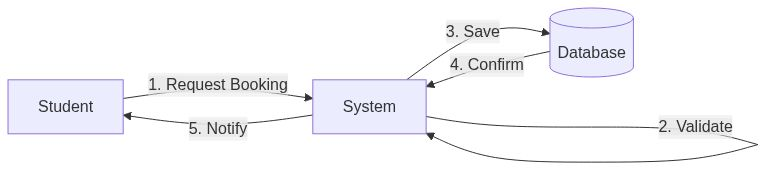 3. Save
Database
4. Confirm
1. Request Booking
Student
System
5. Notify
2. Validate